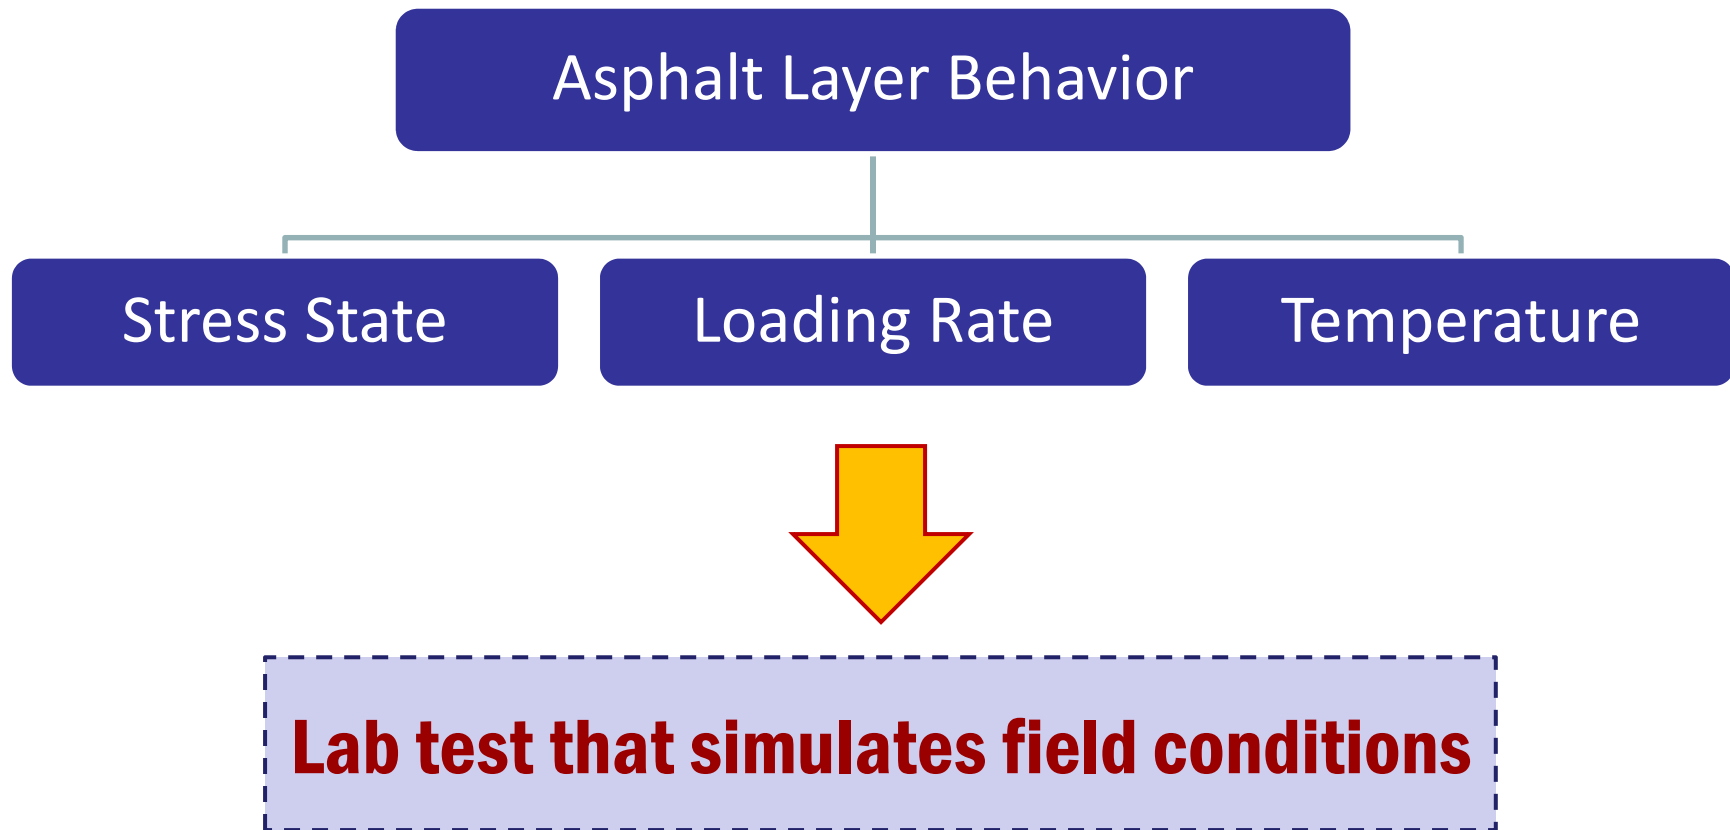 Asphalt Layer Behavior
Stress State
Loading Rate
Temperature
Lab test that simulates field conditions